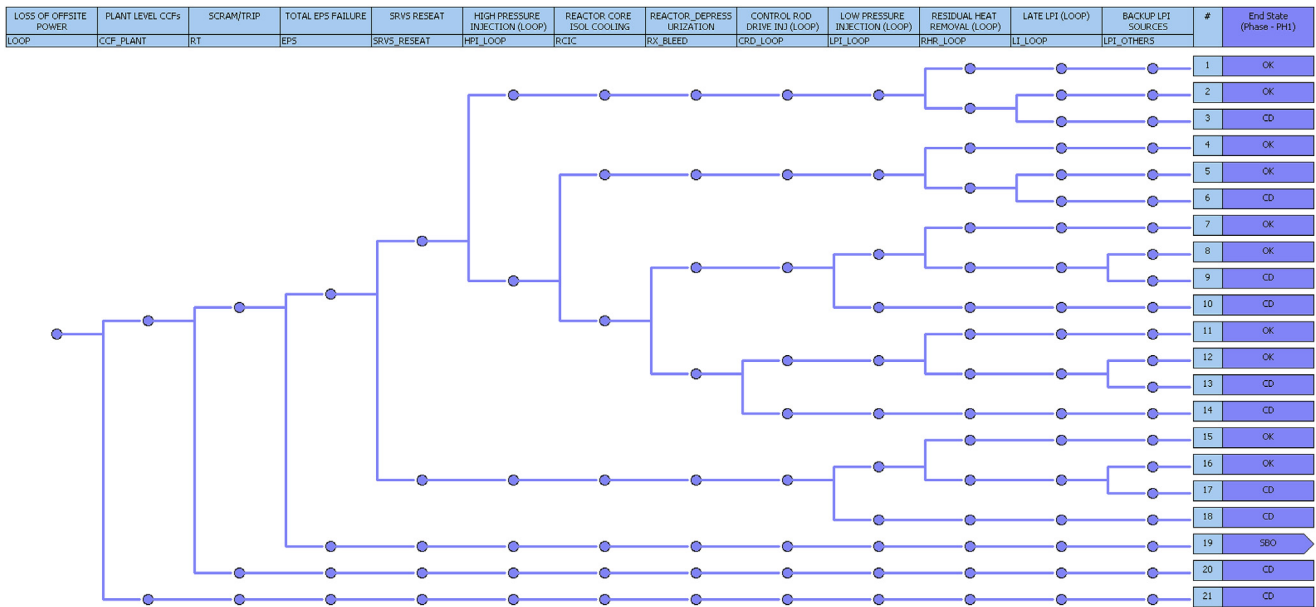 LOSS OF OFFSITE
POWER
PLANT LEVEL CCFs
SCRAM/TRIP
TOTAL EPS FAILURE
SRVS RESEAT
HIGH PRESSURE
INJECTION (LOOP)
REACTOR CORE
ISOL COOLING
REACTOR_DEPRESS
URIZATION
CONTROL ROD
DRIVE INJ (LOOP)
LOW PRESSURE
INJECTION (LOOP)
RESIDUAL HEAT
REMOVAL (LOOP)
LATE LPI (LOOP)
BACKUP LPI
SOURCES
#
End State
(Phase - PH1)
LOOP
CCF_PLANT
RT
EPS
SRVS_RESEAT
HPI_LOOP
RCIC
RX_BLEED
CRD_LOOP
LPI_LOOP
RHR_LOOP
LI_LOOP
LPI_OTHERS
1 OK
2 OK
3 CD
4 OK
5 OK
6 CD
7 OK
8 OK
9 CD
10 CD
11 OK
12 OK
13 CD
14 CD
15 OK
16 OK
17 CD
18 CD
19 SBO
20 CD
21 CD